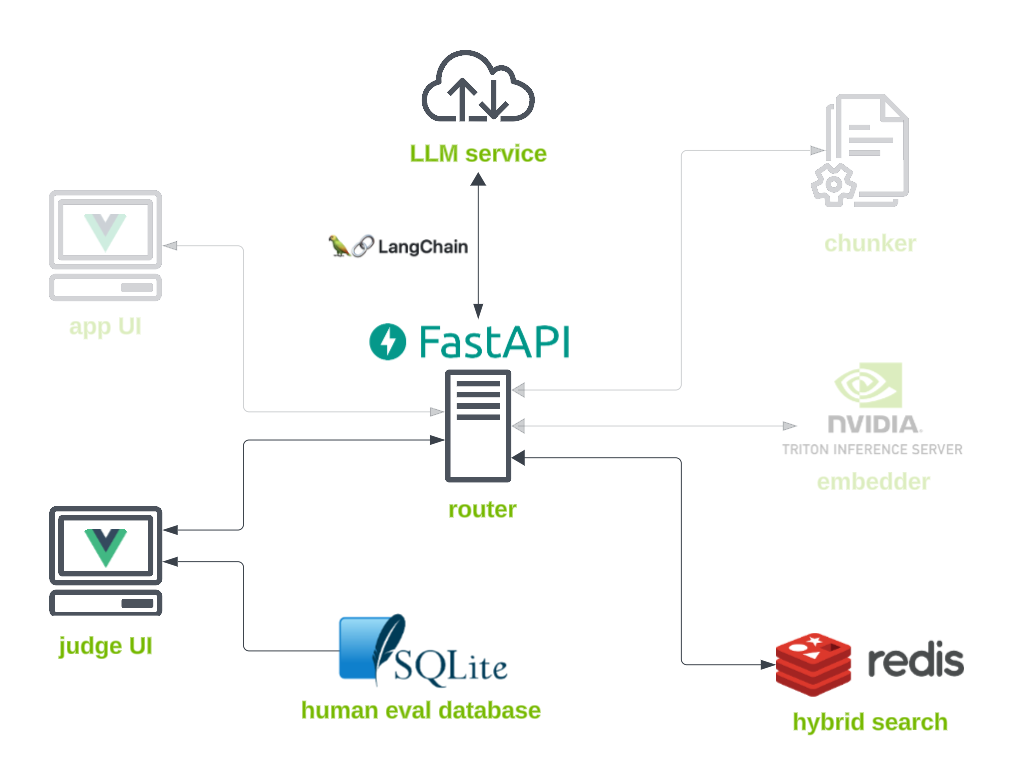 LLM service
LangChain
chunker
app UI
FastAPI
nVIDIA.
TRITON INFERENCE SERVER
embedder
router
judge UI
SQLite
human eval database
redis
hybrid search